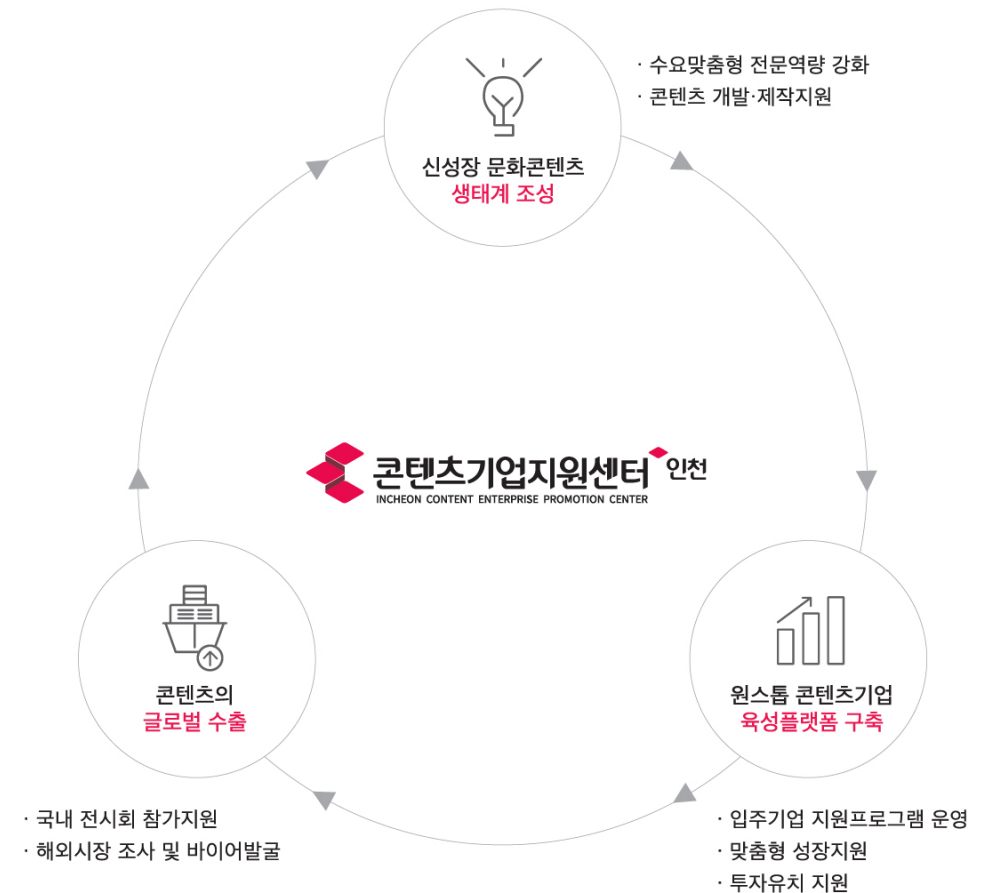 · 수요맞춤형 전문역량 강화
· 콘텐츠 개발·제작지원
신성장 문화콘텐츠
생태계 조성
콘텐츠기업지원센터 인천
INCHEON CONTENT ENTERPRISE PROMOTION CENTER
콘텐츠의
글로벌 수출
· 국내 전시회 참가지원
· 해외시장 조사 및 바이어발굴
원스톱 콘텐츠기업
육성플랫폼 구축
· 입주기업 지원프로그램 운영
· 맞춤형 성장지원
· 투자유치 지원